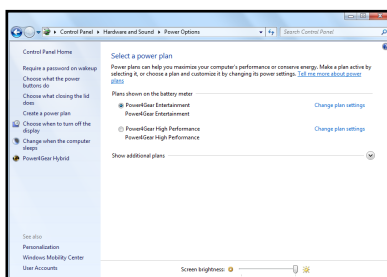 Control Panel ▸ Hardware and Sound ▸ Power Options
Search Control Panel
Control Panel Home
Require a password on wakeup
Choose what the power
buttons do
Choose what closing the lid
does
Create a power plan
Choose when to turn off the
display
Change when the computer
sleeps
Power4Gear Hybrid
See also
Personalization
Windows Mobility Center
User Accounts
Select a power plan
Power plans can help you maximize your computer's performance or conserve energy. Make a plan active by
selecting it, or choose a plan and customize it by changing its power settings. Tell me more about power
plans
Plans shown on the battery meter
Power4Gear Entertainment Change plan settings
Power4Gear Entertainment
Power4Gear High Performance Change plan settings
Power4Gear High Performance
Show additional plans
Screen brightness: